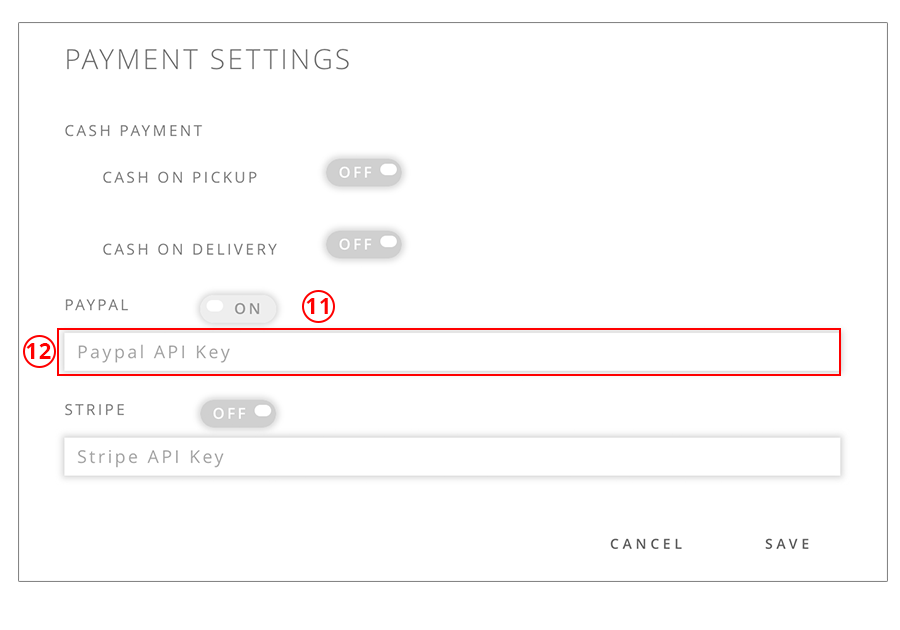 PAYMENT SETTINGS
CASH PAYMENT
CASH ON PICKUP OFF
CASH ON DELIVERY OFF
PAYPAL ON 11
12 Paypal API Key
STRIPE OFF
Stripe API Key
CANCEL SAVE